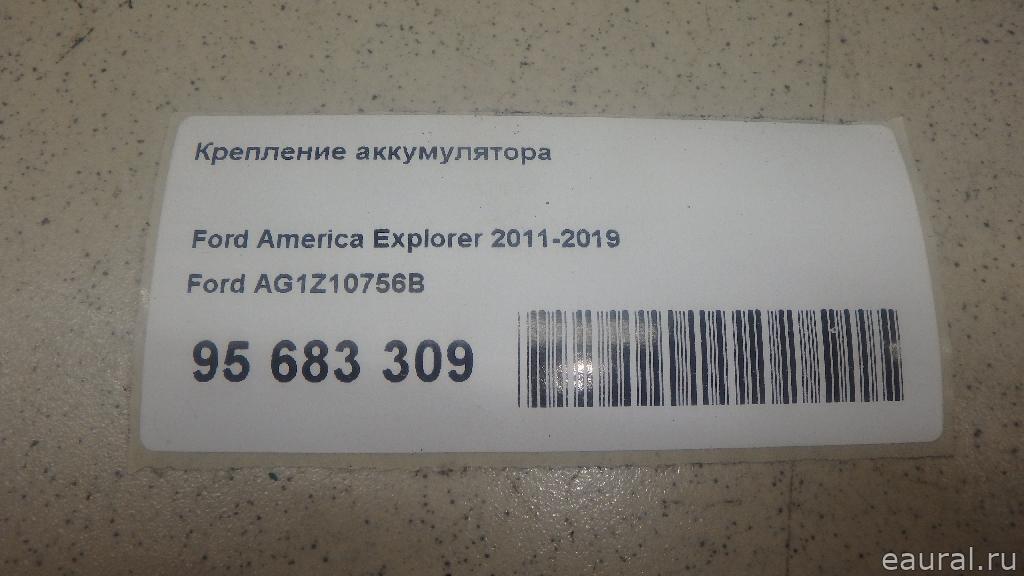 Крепление аккумулятора
Ford America Explorer 2011-2019
Ford AG1Z10756B
95 683 309
eaural.ru